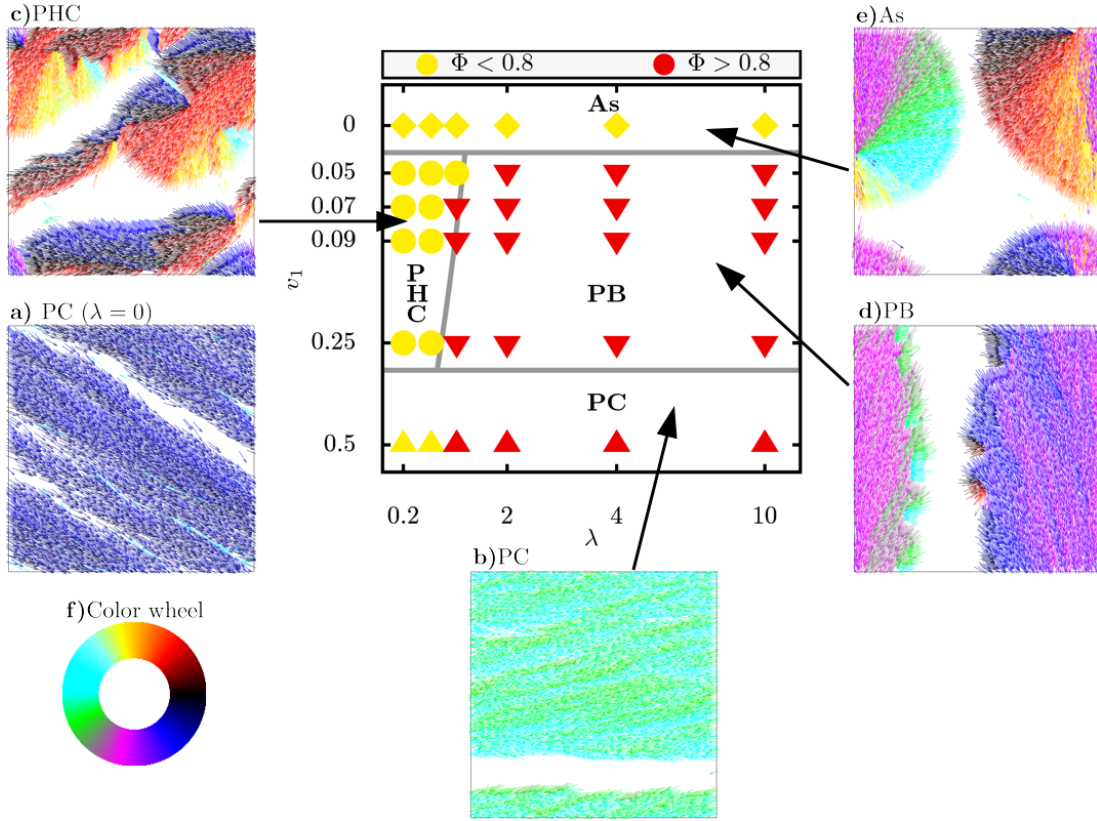 c)PHC
e)As
Φ < 0.8
Φ > 0.8
As
0
0.05
0.07
0.09
v₁
P
H
C
PB
a) PC (λ = 0)
d)PB
0.25
PC
0.5
0.2
2
4
10
λ
b)PC
f)Color wheel